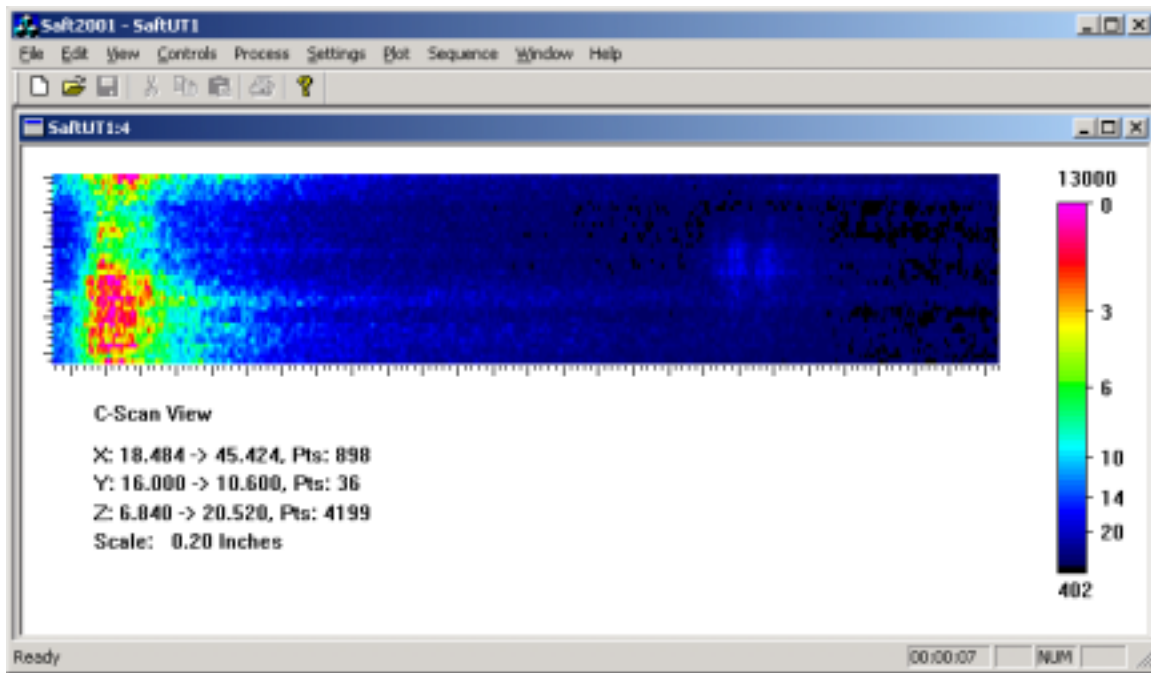 Saft2001 - SaftUT1
File Edit View Controls Process Settings Plot Sequence Window Help
SaftUT1:4
13000
0
3
6
10
14
20
402
C-Scan View
X: 18.484 -> 45.424, Pts: 898
Y: 16.000 -> 10.600, Pts: 36
Z: 6.840 -> 20.520, Pts: 4199
Scale: 0.20 Inches
Ready 00:00:07 NUM